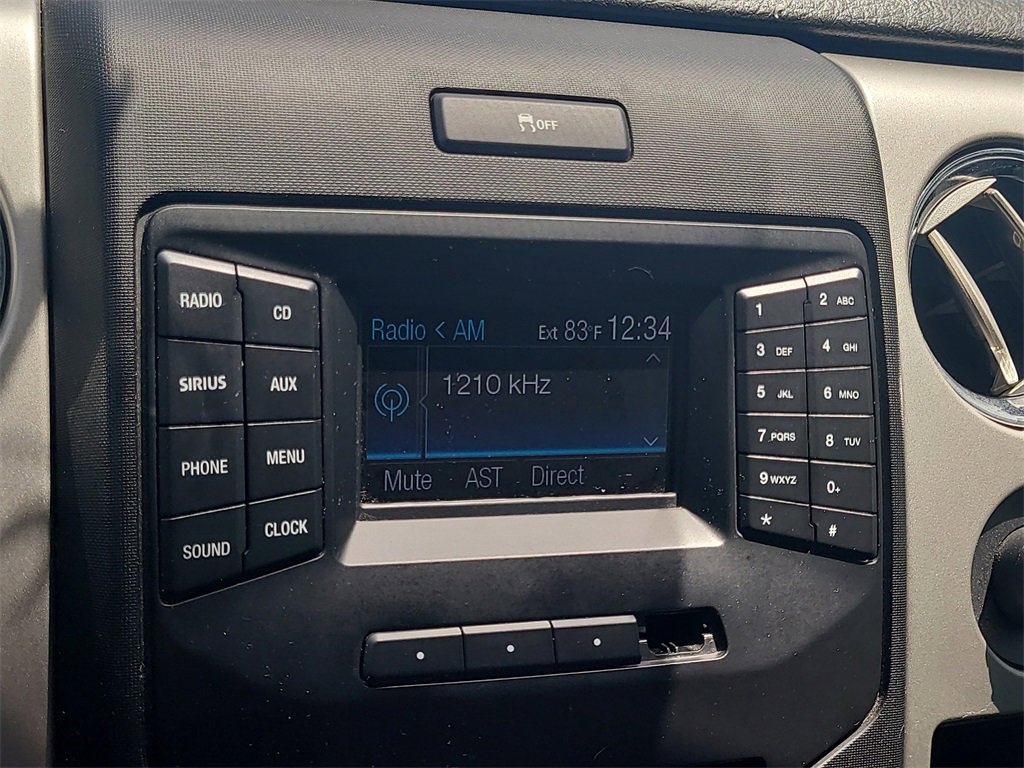 OFF
Radio < AM Ext 83°F 12:34
1210 kHz
Mute AST Direct -
RADIO
CD
SIRIUS
AUX
PHONE
MENU
SOUND
CLOCK
1
2 ABC
3 DEF
4 GHI
5 JKL
6 MNO
7 PQRS
8 TUV
9 WXYZ
0+
*
#